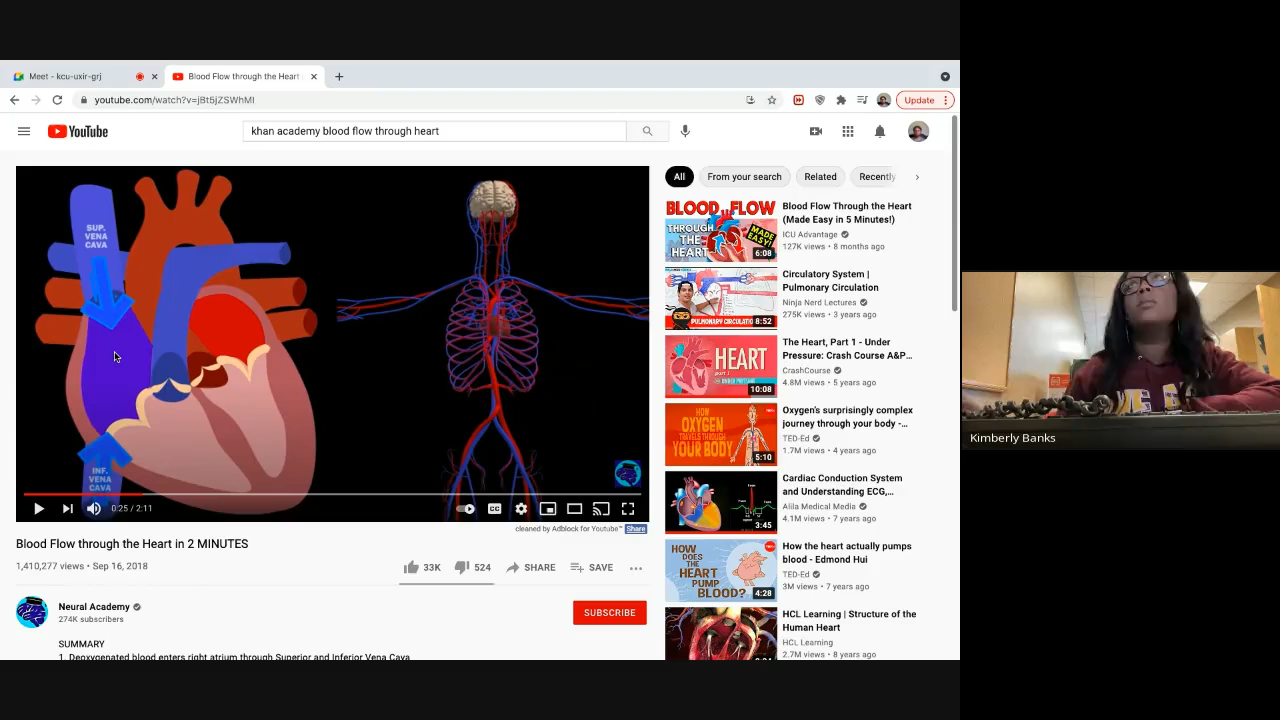 Meet - kcu-uxir-grj
Blood Flow through the Heart
Update
youtube.com/watch?v=jBt5jZSWhMI
YouTube
khan academy blood flow through heart
SUP.
VENA
CAVA
INF.
VENA
CAVA
0:25 / 2:11
CC
cleaned by Adblock for Youtube™ Share
Blood Flow through the Heart in 2 MINUTES
1,410,277 views • Sep 16, 2018
33K
524
SHARE
SAVE
Neural Academy
274K subscribers
SUBSCRIBE
SUMMARY
1. Deoxygenated blood enters right atrium through Superior and Inferior Vena Cava
All
From your search
Related
Recently
BLOOD FLOW
THROUGH
THE
HEART
MADE
EASY!
6:08
Blood Flow Through the Heart
(Made Easy in 5 Minutes!)
ICU Advantage
127K views • 8 months ago
PULMONARY CIRCULATIO
8:52
Circulatory System |
Pulmonary Circulation
Ninja Nerd Lectures
275K views • 3 years ago
HEART
10:08
The Heart, Part 1 - Under
Pressure: Crash Course A&P...
CrashCourse
4.8M views • 5 years ago
HOW
OXYGEN
TRAVELS THROUGH
YOUR BODY
5:10
Oxygen's surprisingly complex
journey through your body -...
TED-Ed
1.7M views • 4 years ago
3:45
Cardiac Conduction System
and Understanding ECG,...
Alila Medical Media
4.1M views • 7 years ago
HOW
DOES THE
HEART
PUMP
BLOOD?
4:28
How the heart actually pumps
blood - Edmond Hui
TED-Ed
3M views • 7 years ago
HCL Learning | Structure of the
Human Heart
HCL Learning
2.7M views • 8 years ago
Kimberly Banks